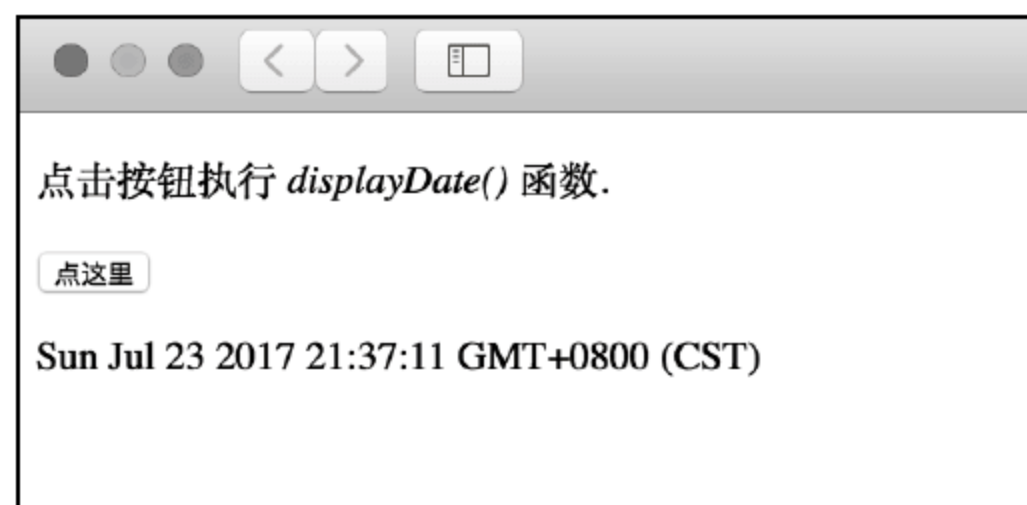 点击按钮执行 displayDate() 函数.
点这里
Sun Jul 23 2017 21:37:11 GMT+0800 (CST)